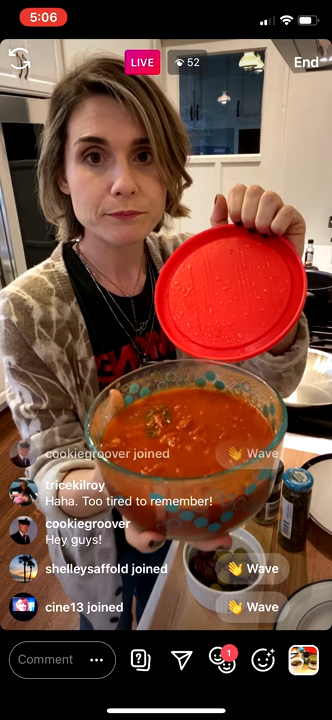 5:06
LIVE
52
End
cookiegroover joined
👋 Wave
tricekilroy
Haha. Too tired to remember!
cookiegroover
Hey guys!
shelleysaffold joined
👋 Wave
cine13 joined
👋 Wave
Comment
1